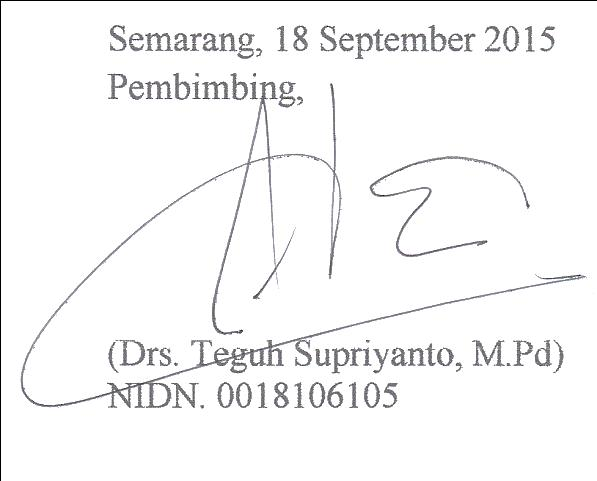 Semarang, 18 September 2015
Pembimbing,
(Drs. Teguh Supriyanto, M.Pd)
NIDN. 0018106105